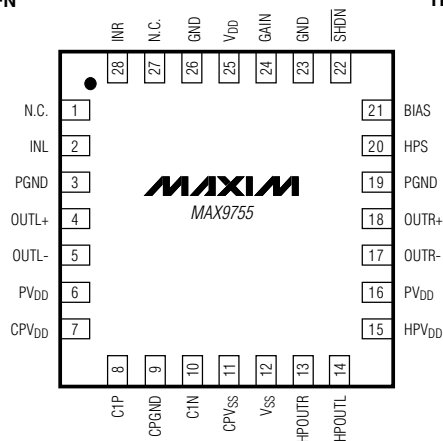 INR N.C. GND VDD GAIN GND SHDN
28 27 26 25 24 23 22
N.C. 1
INL 2
PGND 3
OUTL+ 4
OUTL- 5
PVDD 6
CPVDD 7
21 BIAS
20 HPS
19 PGND
18 OUTR+
17 OUTR-
16 PVDD
15 HPVDD
MAXIM
MAX9755
8 9 10 11 12 13 14
C1P CPGND C1N CPVSS VSS HPOUTR HPOUTL